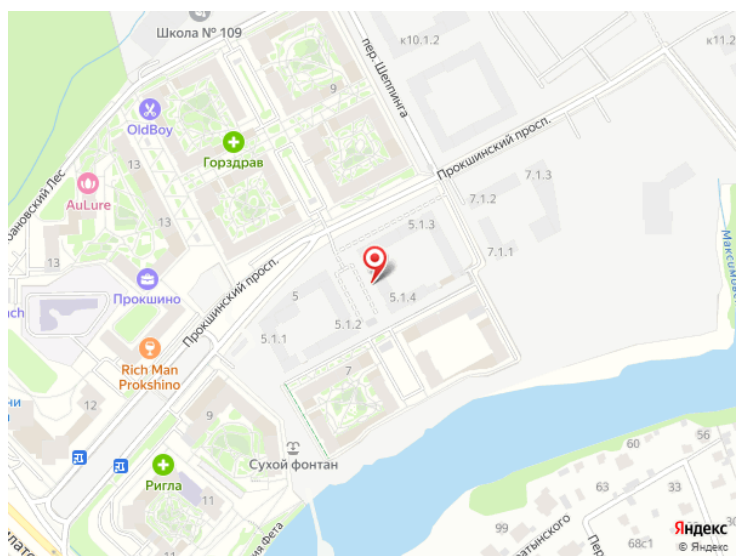 Школа № 109
к10.1.2
к11.2
пер. Шеппинга
9
OldBoy
Горздрав
Прокшинский просп.
13
7.1.3
7.1.2
AuLure
13
5.1.3
7.1.1
13
Прокшинский просп.
Прокшино
5
5.1.4
5.1.2
5.1.1
Rich Man
Prokshino
7
12
9
Сухой фонтан
60
56
Ригла
11
63
33
99
68с1
Яндекс
© Яндекс